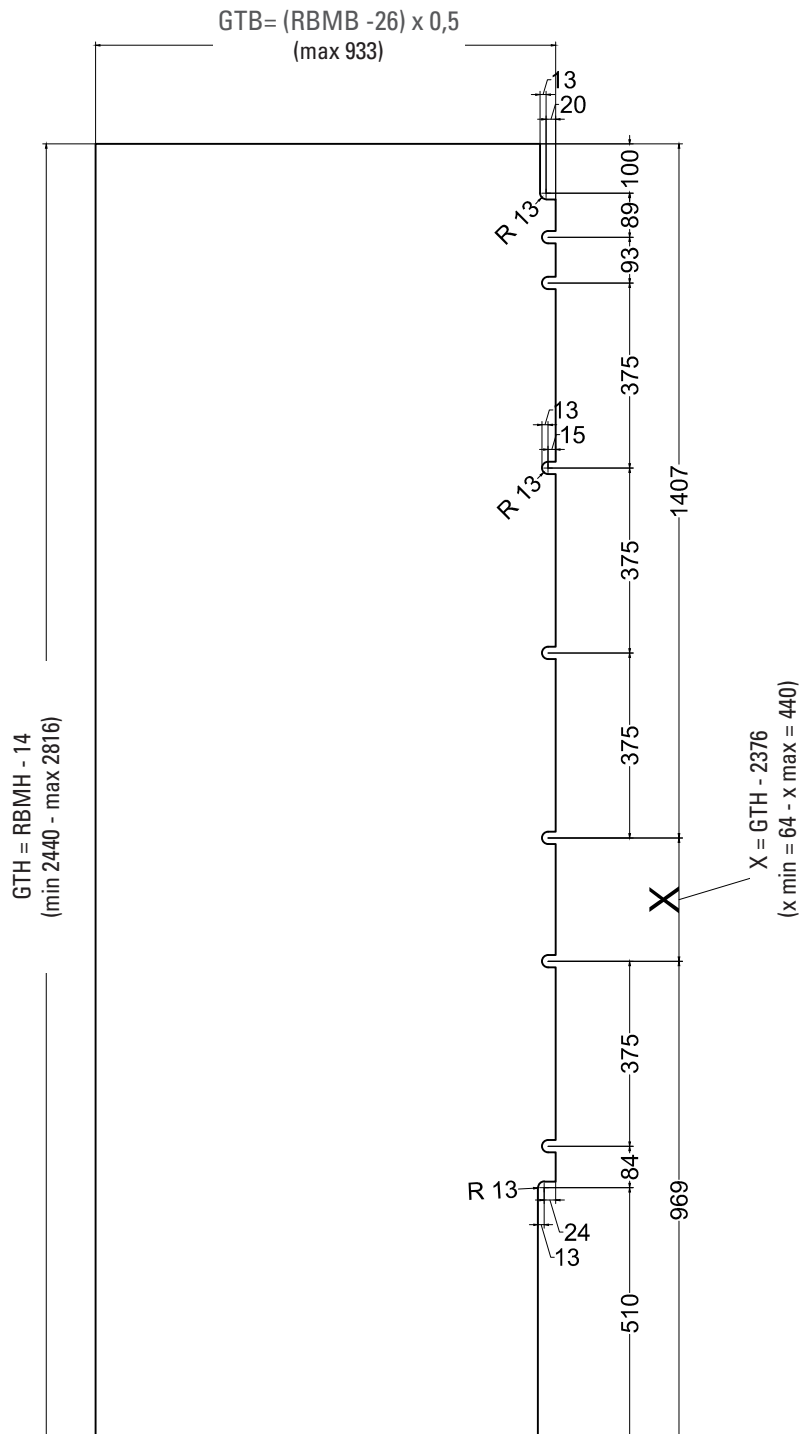 GTB= (RBMB -26) x 0,5
(max 933)
13
20
100
R 13
89
93
375
13
15
R 13
1407
375
375
GTH = RBMH - 14
(min 2440 - max 2816)
X = GTH - 2376
(x min = 64 - x max = 440)
X
375
84
R 13
969
24
13
510